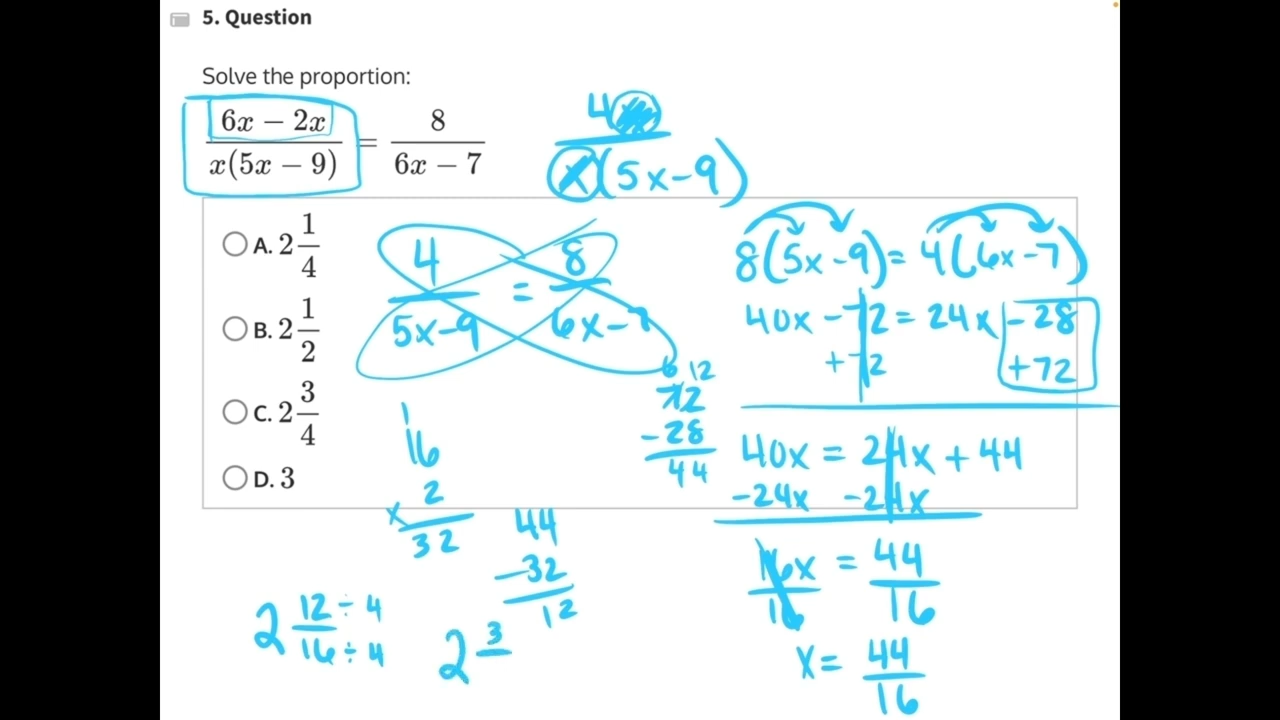 5. Question
Solve the proportion:
6x − 2x / x(5x − 9) = 8 / 6x − 7
4 / x(5x-9)
A. 2 1/4
B. 2 1/2
C. 2 3/4
D. 3
4 / 5x-9 = 8 / 6x-7
8(5x-9)= 4(6x-7)
40x - 72 = 24x - 28
+72 +72
40x = 24x + 44
-24x -24x
16x / 16 = 44 / 16
x= 44 / 16
6 12
72
-28
44
1
16
x 2
32
44
-32
12
2 12 ÷ 4 / 16 ÷ 4
2 3